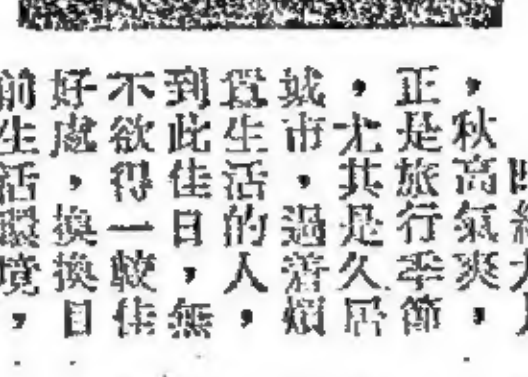 ，秋高氣爽，
正是旅行季節
，尤其是久居
城市，過着煩
囂生活的人，
到此佳日，無
不欲得一較佳
好處，換換目
前生活環境，